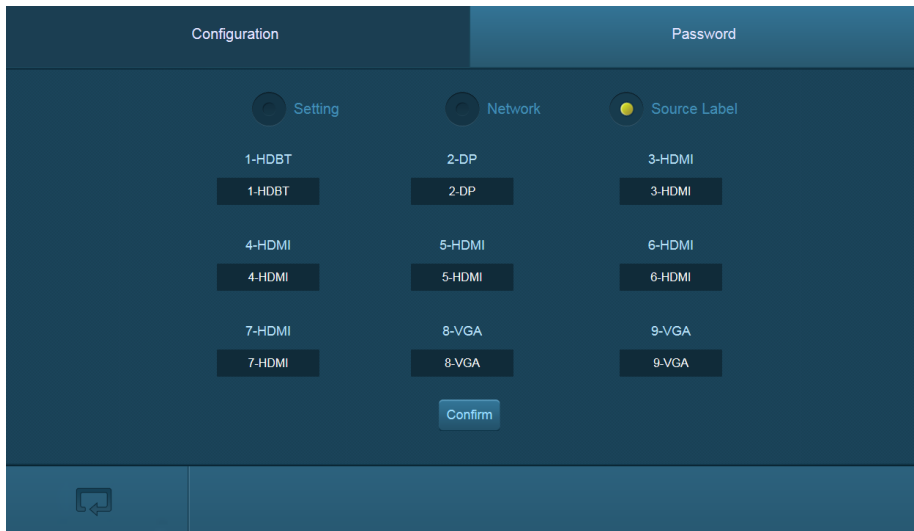 Configuration Password
Setting Network Source Label
1-HDBT 2-DP 3-HDMI
1-HDBT 2-DP 3-HDMI
4-HDMI 5-HDMI 6-HDMI
4-HDMI 5-HDMI 6-HDMI
7-HDMI 8-VGA 9-VGA
7-HDMI 8-VGA 9-VGA
Confirm